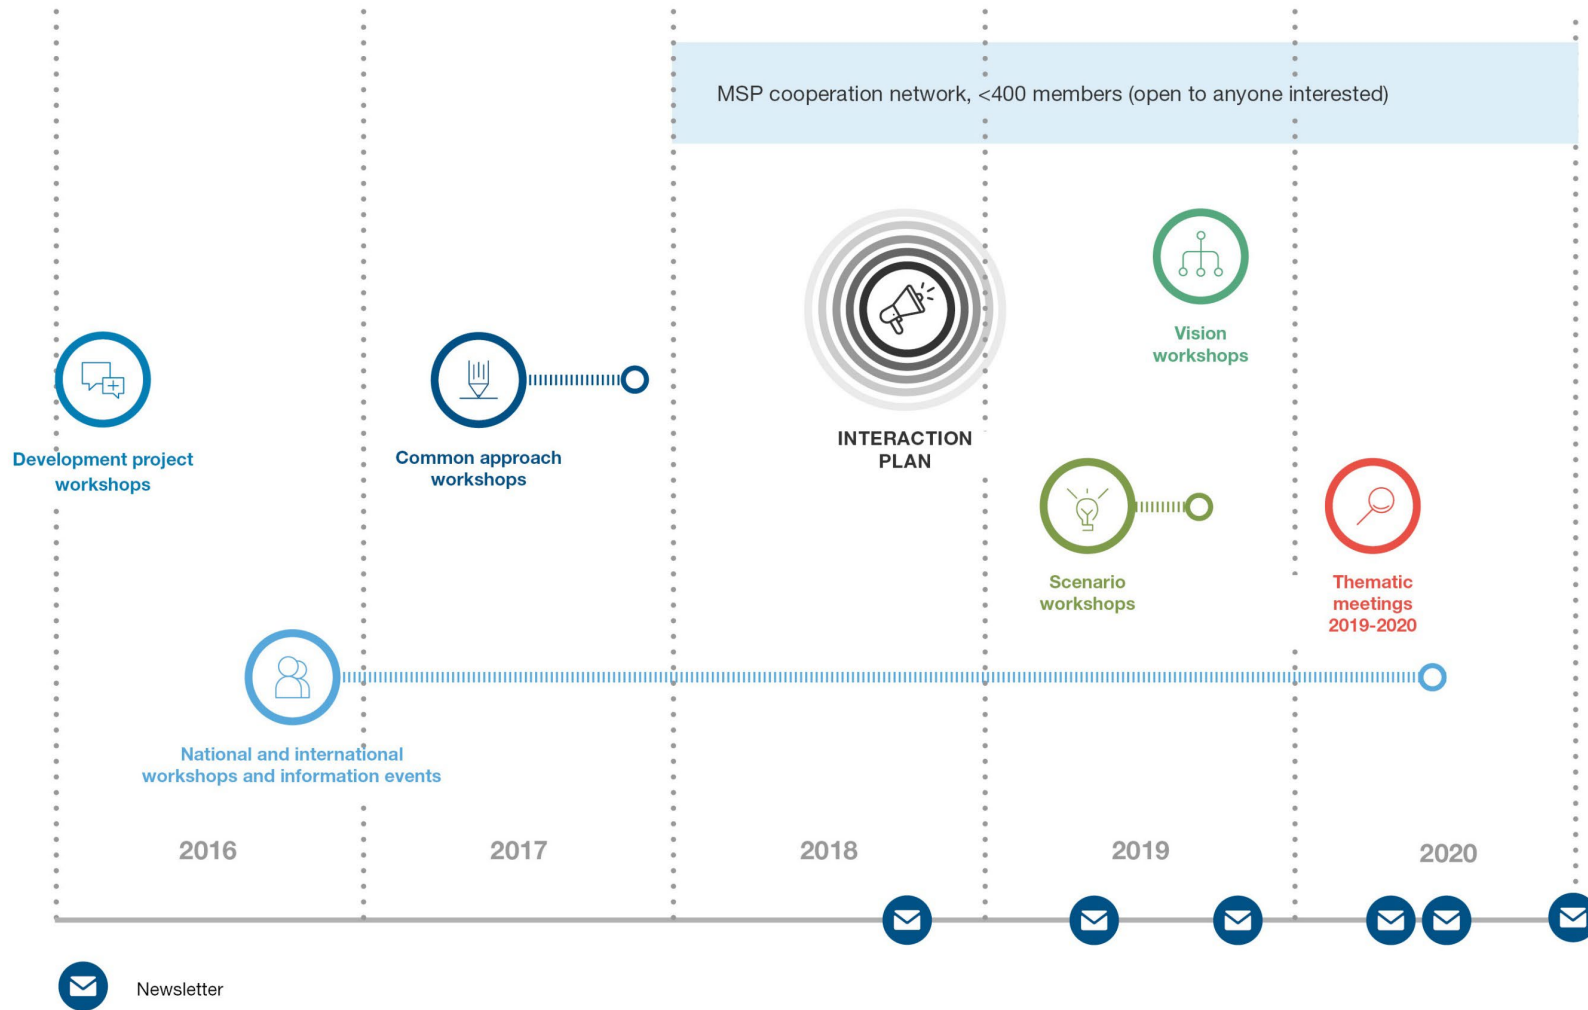 MSP cooperation network, <400 members (open to anyone interested)
Vision
workshops
INTERACTION
PLAN
Development project
workshops
Common approach
workshops
Scenario
workshops
Thematic
meetings
2019-2020
National and international
workshops and information events
2016
2017
2018
2019
2020
Newsletter